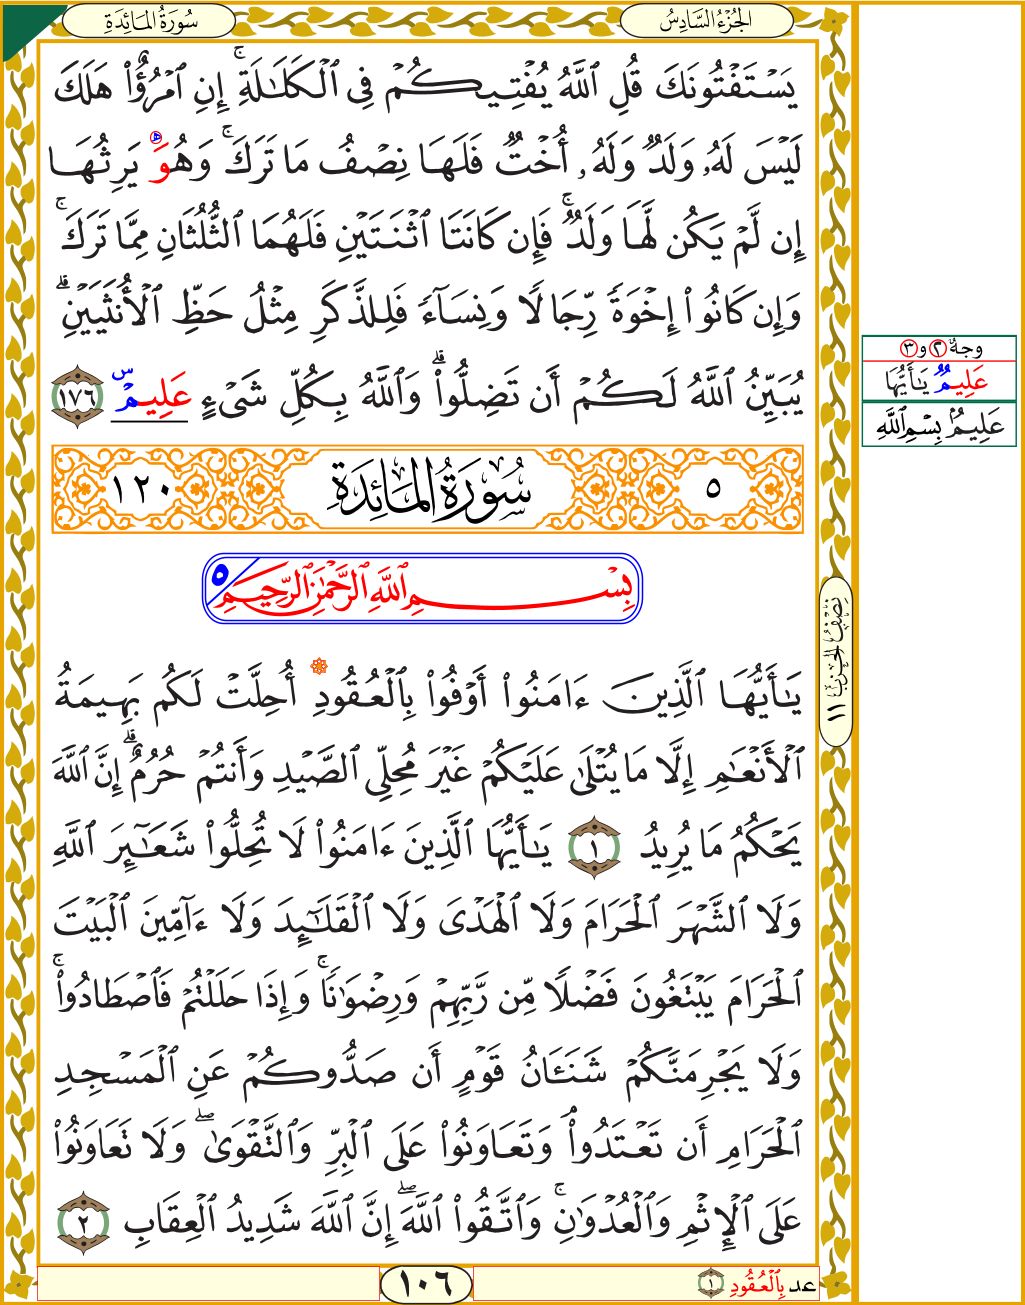 سُورَةُ المَائِدَةِ
الجُزْءُ السَّادِسُ
يَسۡتَفۡتُونَكَ قُلِ ٱللَّهُ يُفۡتِيكُمۡ فِي ٱلۡكَلَٰلَةِۚ إِنِ ٱمۡرُؤٌاْ هَلَكَ
لَيۡسَ لَهُۥ وَلَدٞ وَلَهُۥٓ أُخۡتٞ فَلَهَا نِصۡفُ مَا تَرَكَۚ وَهُوَ يَرِثُهَآ
إِن لَّمۡ يَكُن لَّهَا وَلَدٞۚ فَإِن كَانَتَا ٱثۡنَتَيۡنِ فَلَهُمَا ٱلثُّلُثَانِ مِمَّا تَرَكَۚ
وَإِن كَانُوٓاْ إِخۡوَةٗ رِّجَالٗا وَنِسَآءٗ فَلِلذَّكَرِ مِثۡلُ حَظِّ ٱلۡأُنثَيَيۡنِۗ
يُبَيِّنُ ٱللَّهُ لَكُمۡ أَن تَضِلُّواْۗ وَٱللَّهُ بِكُلِّ شَيۡءٍ عَلِيمٞ س ١٧٦
٥ سُورَةُ المَائِدَةِ ١٢٠
بِسۡمِ ٱللَّهِ ٱلرَّحۡمَٰنِ ٱلرَّحِيمِ ٥
يَٰٓأَيُّهَا ٱلَّذِينَ ءَامَنُوٓاْ أَوۡفُواْ بِٱلۡعُقُودِۚ أُحِلَّتۡ لَكُم بَهِيمَةُ
ٱلۡأَنۡعَٰمِ إِلَّا مَا يُتۡلَىٰ عَلَيۡكُمۡ غَيۡرَ مُحِلِّي ٱلصَّيۡدِ وَأَنتُمۡ حُرُمٌۗ إِنَّ ٱللَّهَ
يَحۡكُمُ مَا يُرِيدُ ١ يَٰٓأَيُّهَا ٱلَّذِينَ ءَامَنُواْ لَا تُحِلُّواْ شَعَٰٓئِرَ ٱللَّهِ
وَلَا ٱلشَّهۡرَ ٱلۡحَرَامَ وَلَا ٱلۡهَدۡيَ وَلَا ٱلۡقَلَٰٓئِدَ وَلَآ ءَآمِّينَ ٱلۡبَيۡتَ
ٱلۡحَرَامَ يَبۡتَغُونَ فَضۡلٗا مِّن رَّبِّهِمۡ وَرِضۡوَٰنٗاۚ وَإِذَا حَلَلۡتُمۡ فَٱصۡطَادُواْۚ
وَلَا يَجۡرِمَنَّكُمۡ شَنَـَٔانُ قَوۡمٍ أَن صَدُّوكُمۡ عَنِ ٱلۡمَسۡجِدِ
ٱلۡحَرَامِ أَن تَعۡتَدُواْۘ وَتَعَاوَنُواْ عَلَى ٱلۡبِرِّ وَٱلتَّقۡوَىٰۖ وَلَا تَعَاوَنُواْ
عَلَى ٱلۡإِثۡمِ وَٱلۡعُدۡوَٰنِۚ وَٱتَّقُواْ ٱللَّهَۖ إِنَّ ٱللَّهَ شَدِيدُ ٱلۡعِقَابِ ٢
وجهٌ ٢ و ٣
عَلِيمٞ يَٰٓأَيُّهَا
عَلِيمُۢ بِسۡمِ ٱللَّهِ
نصف الحزب ١١
١٠٦
عد بِٱلۡعُقُودِ ١